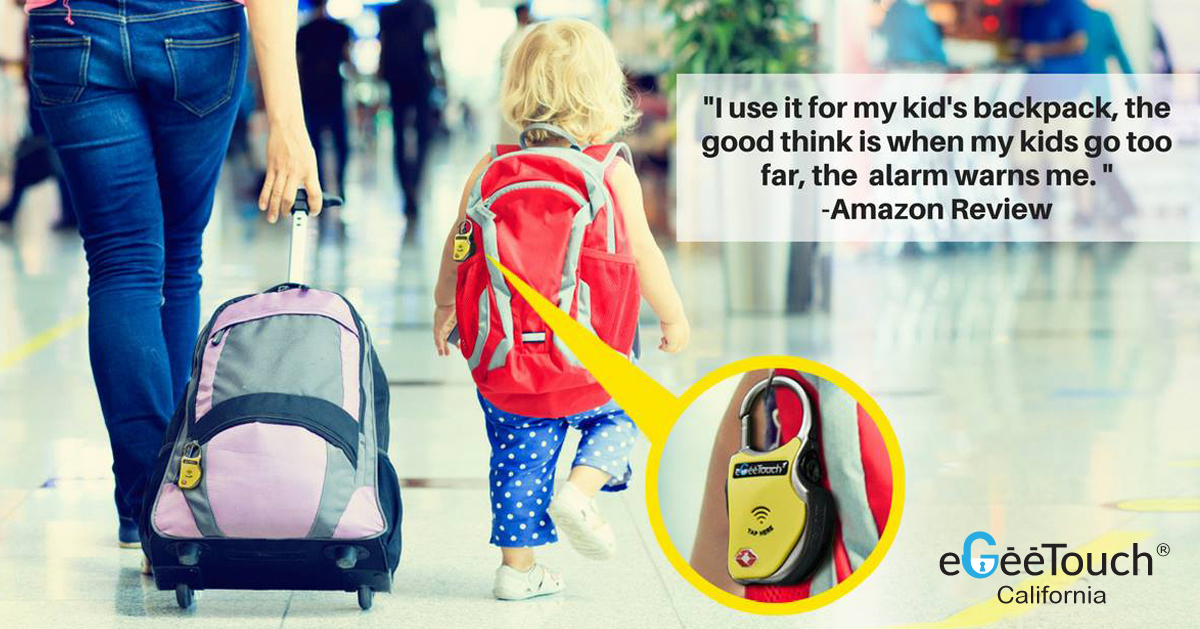 "I use it for my kid's backpack, the
good think is when my kids go too
far, the alarm warns me. "
-Amazon Review
eGeeTouch
TAP HERE
eGėėTouch®
California